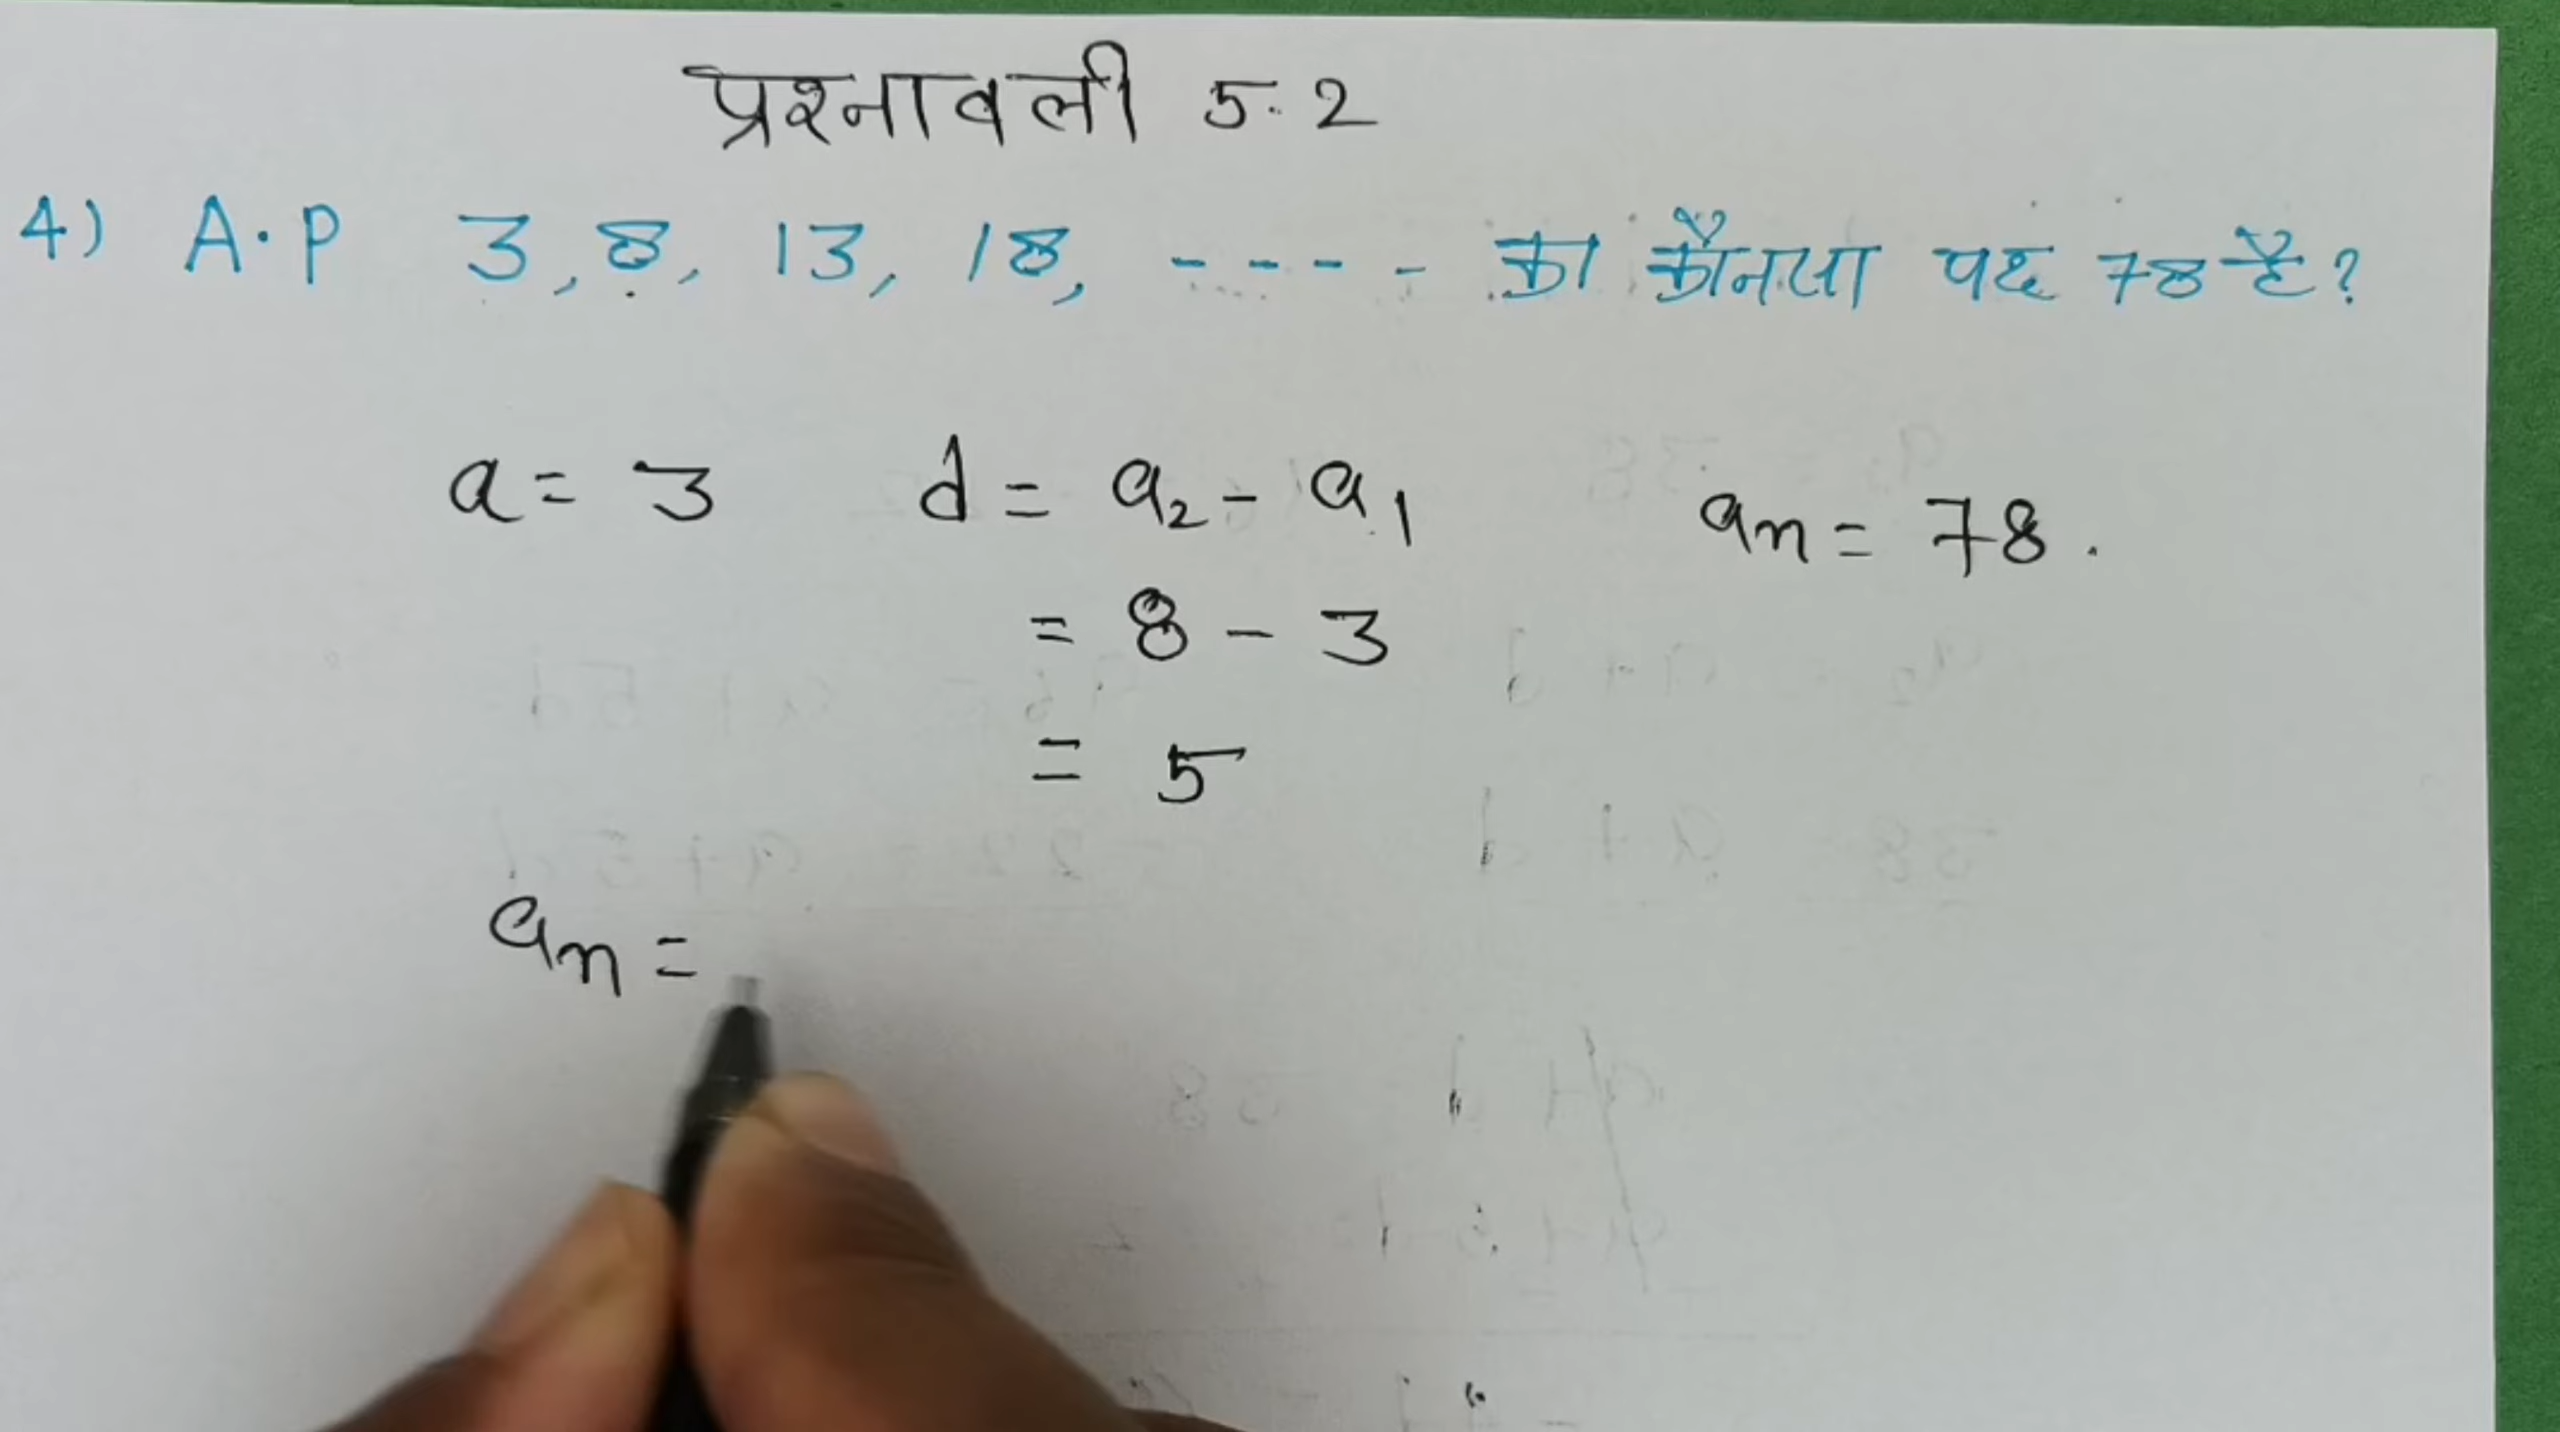 प्रश्नावली 5.2
4) A.P 3, 8, 13, 18, ---- का कौनसा पद 78 है?
a = 3 d = a₂ - a₁ aₙ = 78.
= 8 - 3
= 5
aₙ =